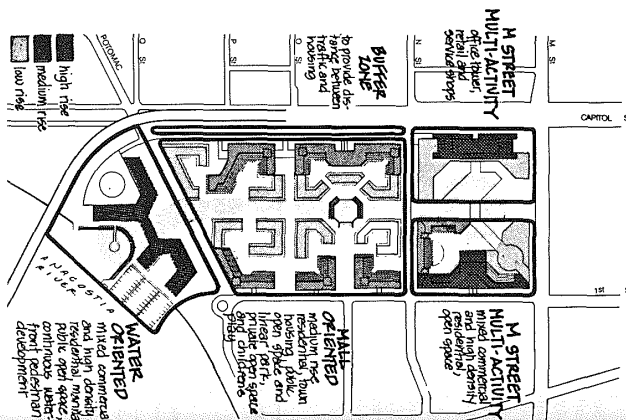 M STREET
MULTI-ACTIVITY
office tower,
retail and
service shops
BUFFER
ZONE
to provide dis-
tance between
traffic and
housing
M ST
N ST
P ST
Q ST
POTOMAC
CAPITOL S
1st S
high rise
medium rise
low rise
ANACOSTIA
RIVER
M STREET
MULTI-ACTIVITY
mixed commercial
and high density
residential,
open space
MALL
ORIENTED
medium rise
residential, town
housing, public
open space and
linear park,
private open space
and children's
play
WATER
ORIENTED
mixed commercial
and high density
residential, marina,
public open space,
continuous water-
front pedestrian
development